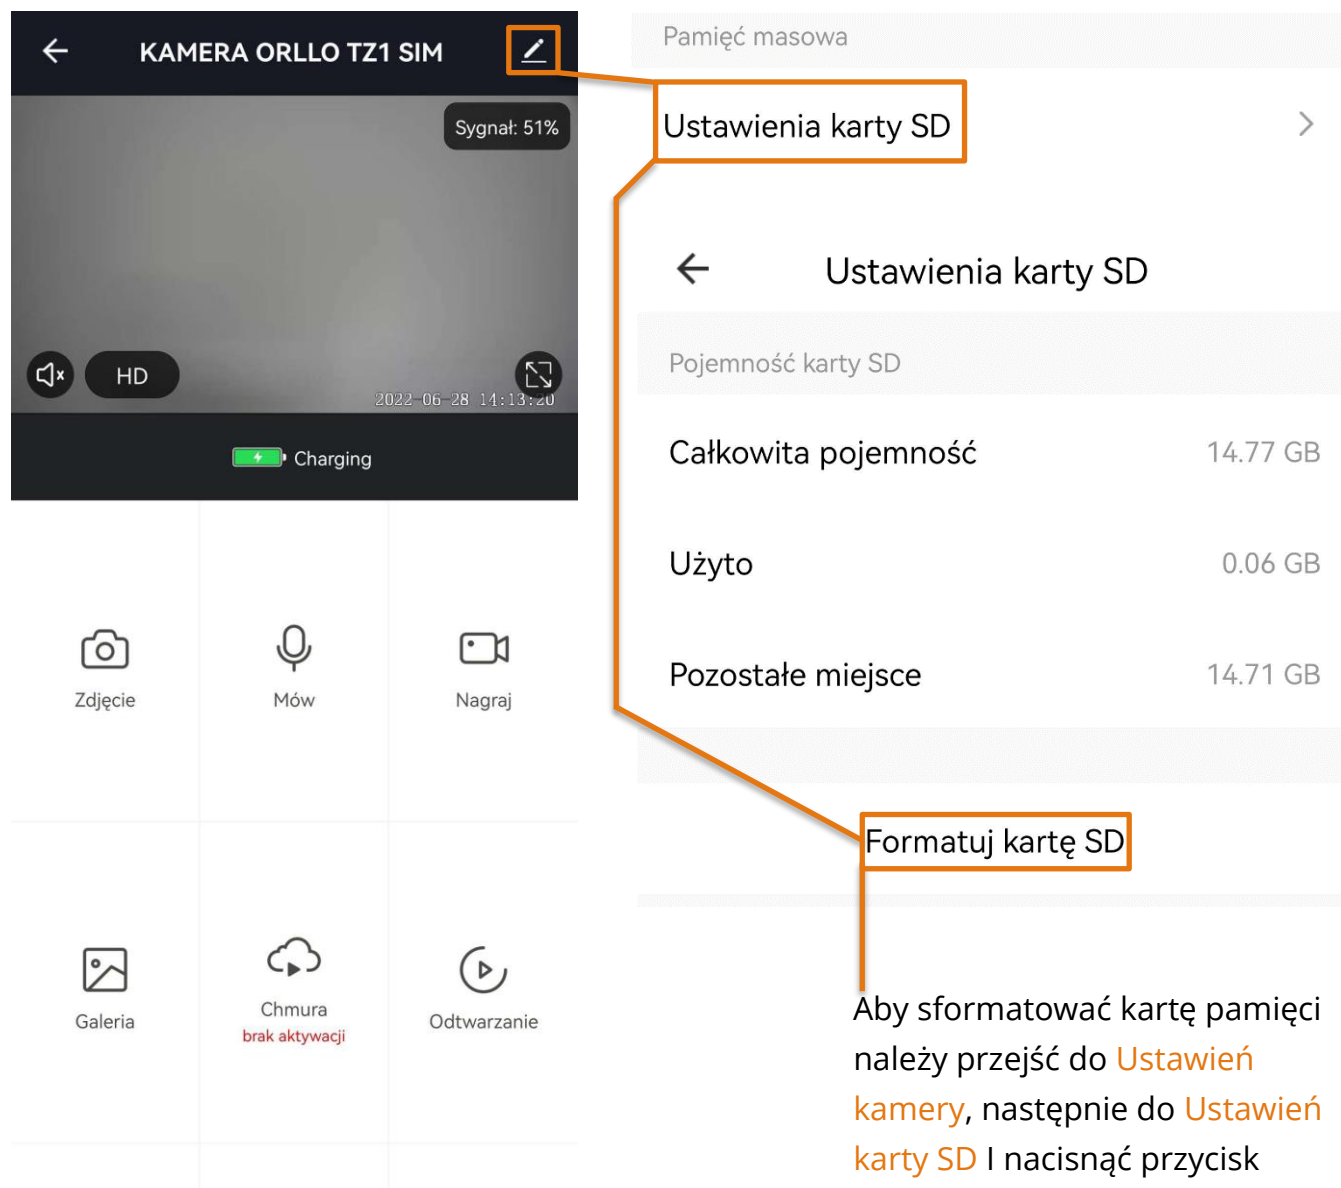 KAMERA ORLLO TZ1 SIM
Sygnał: 51%
HD
2022-06-28 14:13:20
Charging
Zdjęcie
Mów
Nagraj
Galeria
Chmura
brak aktywacji
Odtwarzanie
Pamięć masowa
Ustawienia karty SD
Ustawienia karty SD
Pojemność karty SD
Całkowita pojemność 14.77 GB
Użyto 0.06 GB
Pozostałe miejsce 14.71 GB
Formatuj kartę SD
Aby sformatować kartę pamięci
należy przejść do Ustawień
kamery, następnie do Ustawień
karty SD I nacisnąć przycisk